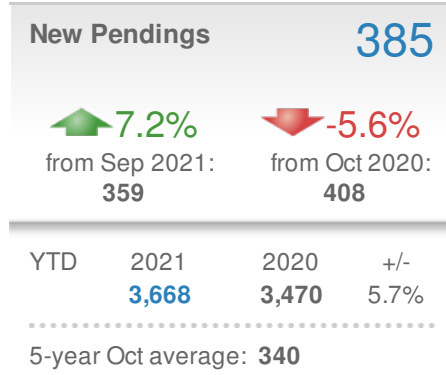 New Pendings 385
7.2% -5.6%
from Sep 2021: from Oct 2020:
359 408
YTD 2021 2020 +/-
3,668 3,470 5.7%
5-year Oct average: 340